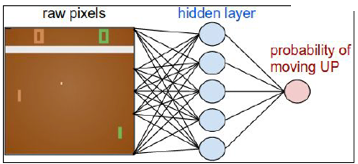 raw pixels
hidden layer
probability of
moving UP